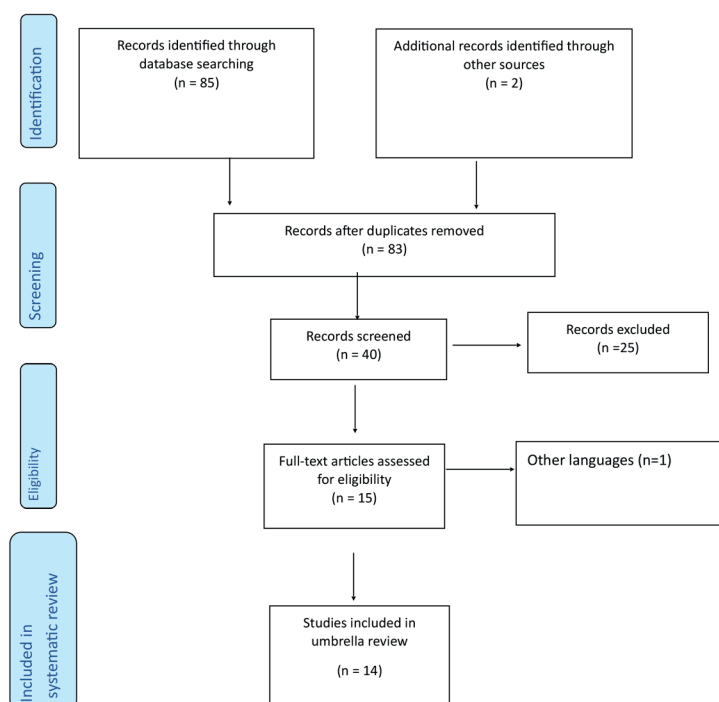 Identification
Records identified through
database searching
(n = 85)
Additional records identified through
other sources
(n = 2)
Screening
Records after duplicates removed
(n = 83)
Records screened
(n = 40)
Records excluded
(n =25)
Eligibility
Full-text articles assessed
for eligibility
(n = 15)
Other languages (n=1)
Included in
systematic review
Studies included in
umbrella review
(n = 14)